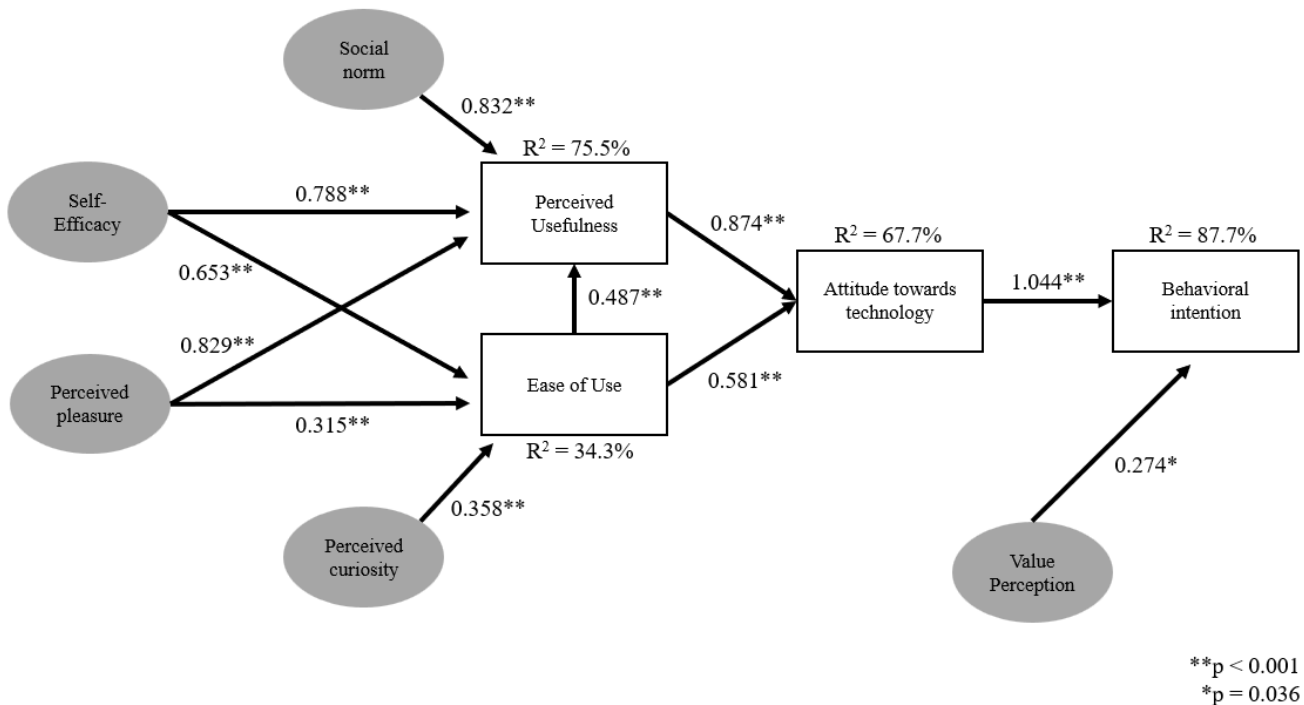 Social
norm
0.832**
R² = 75.5%
Self-
Efficacy
0.788**
Perceived
Usefulness
0.874**
R² = 67.7%
R² = 87.7%
0.653**
0.487**
Attitude towards
technology
1.044**
Behavioral
intention
0.829**
Perceived
pleasure
0.315**
Ease of Use
0.581**
R² = 34.3%
0.358**
0.274*
Perceived
curiosity
Value
Perception
**p < 0.001
*p = 0.036